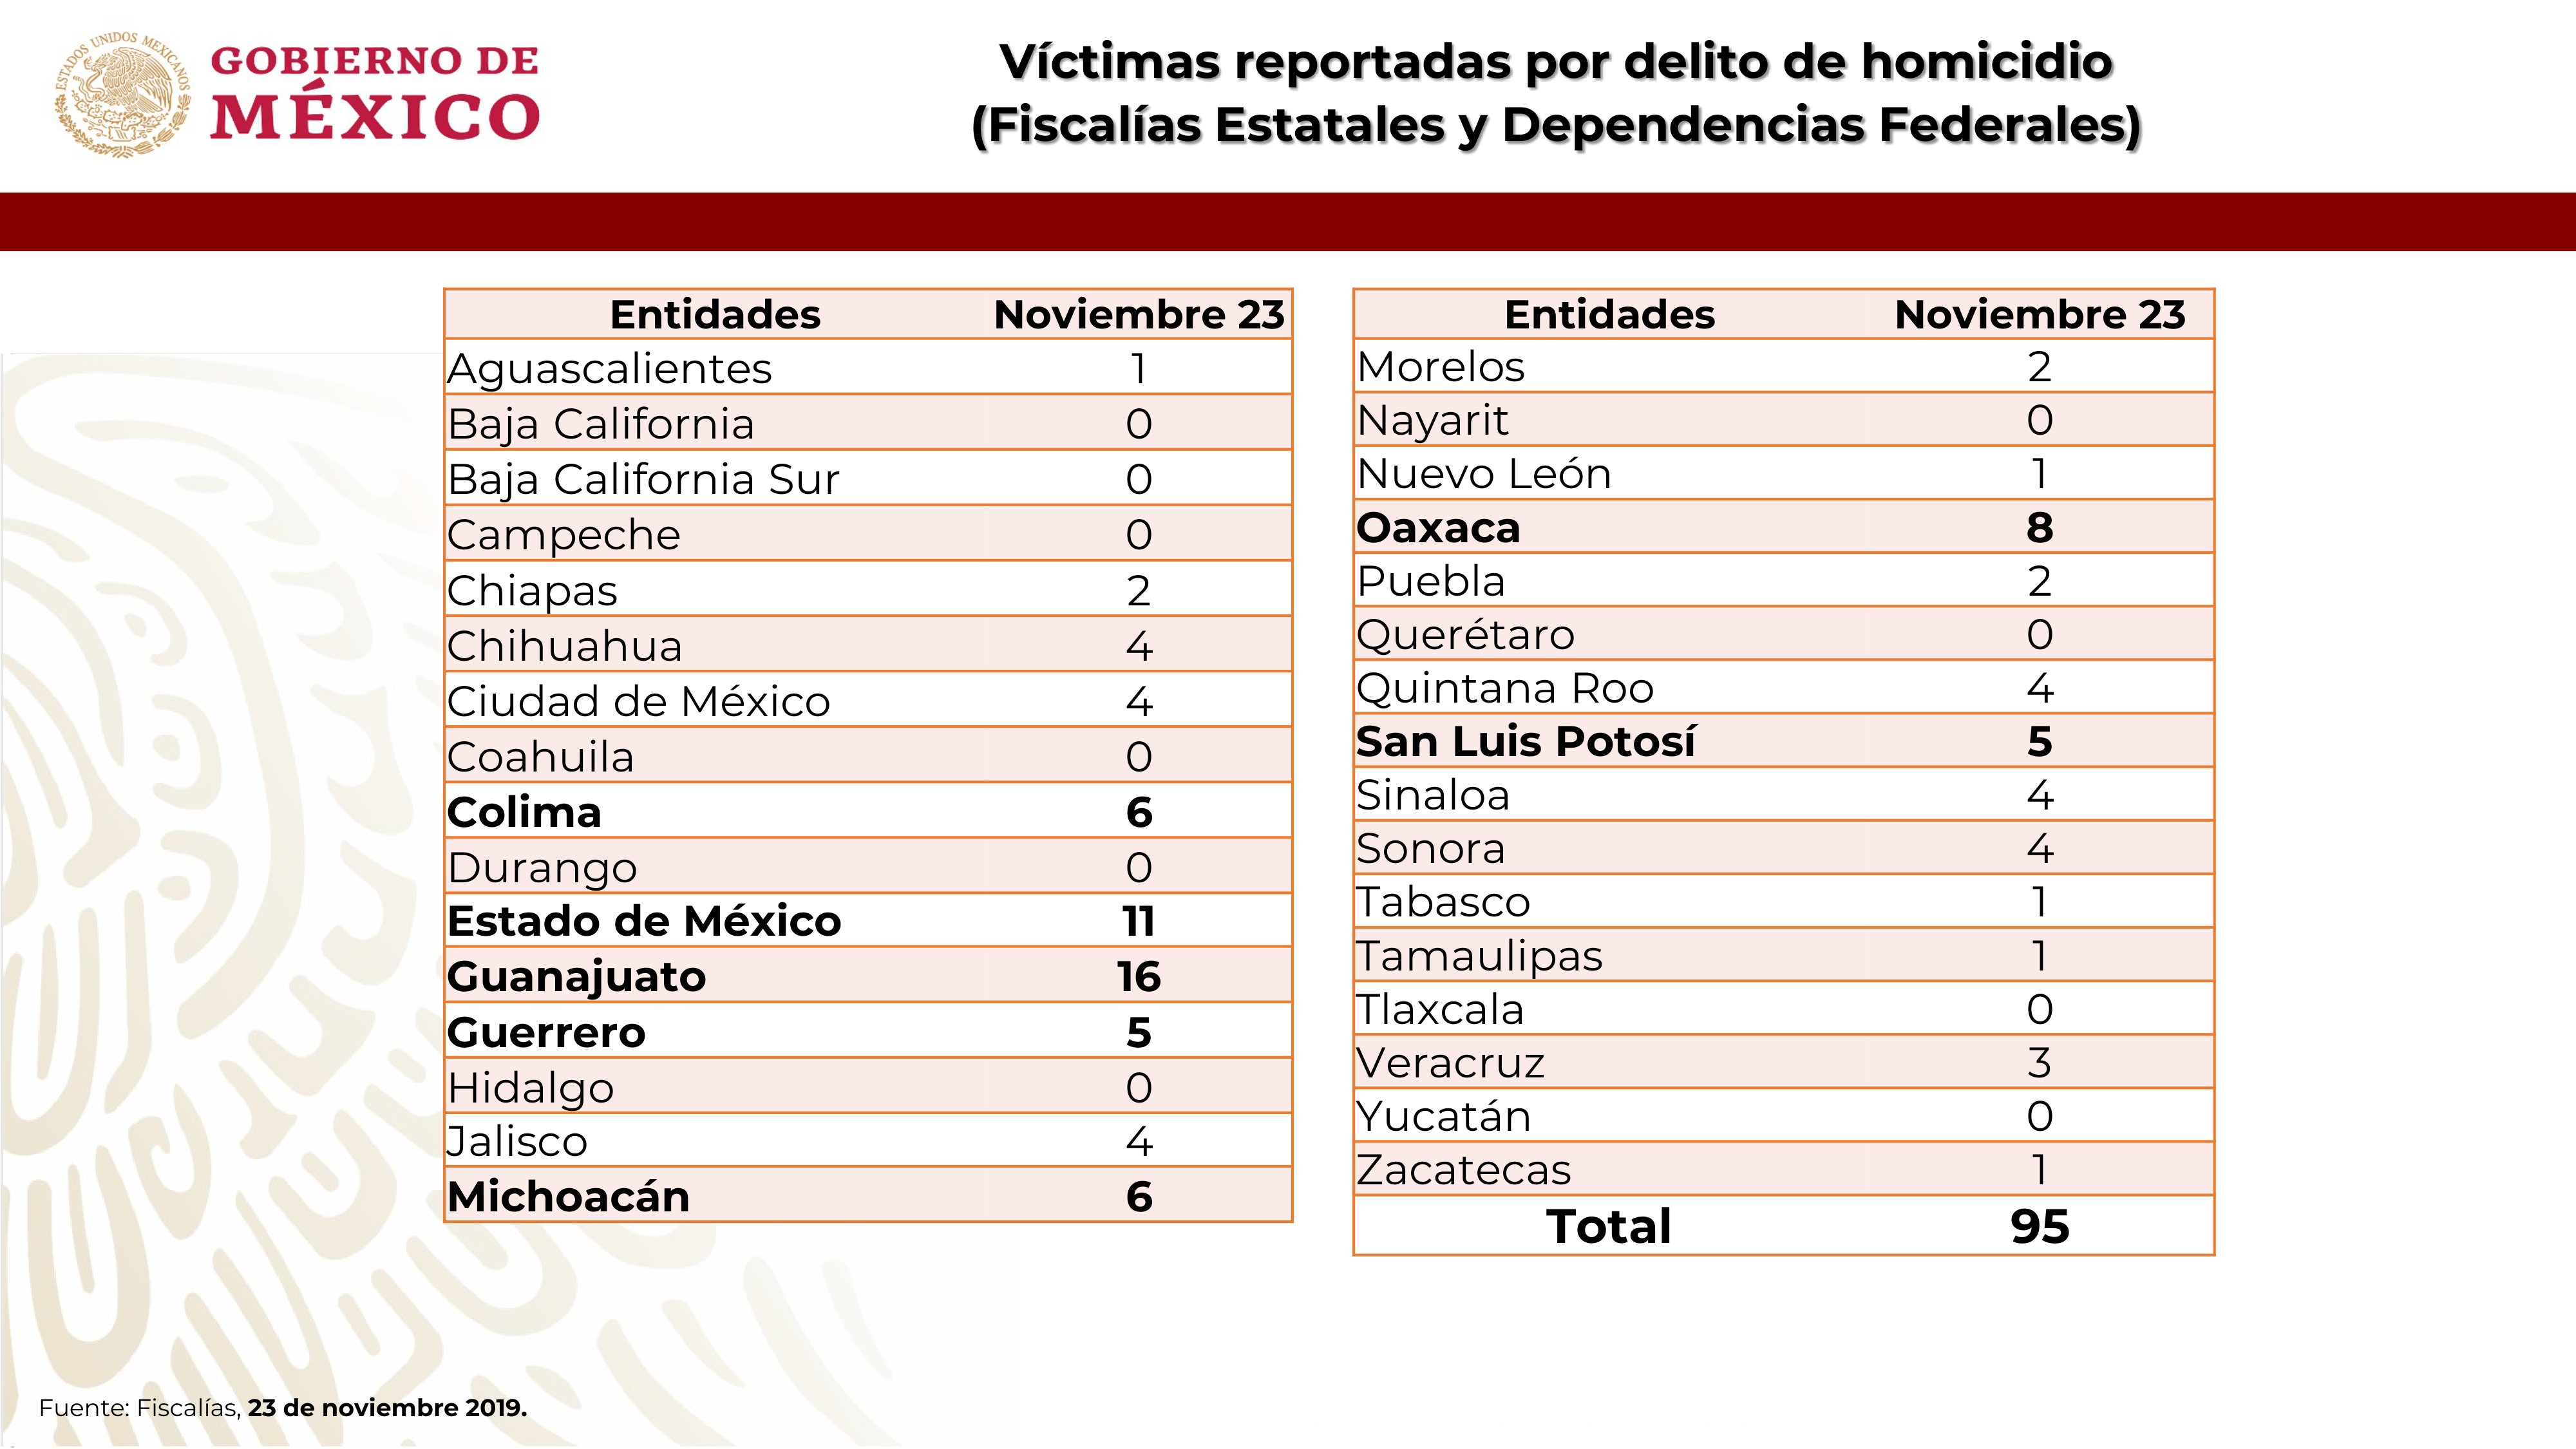 ESTADOS UNIDOS MEXICANOS
GOBIERNO DE
MÉXICO
Víctimas reportadas por delito de homicidio
(Fiscalías Estatales y Dependencias Federales)
Entidades Noviembre 23
Aguascalientes 1
Baja California 0
Baja California Sur 0
Campeche 0
Chiapas 2
Chihuahua 4
Ciudad de México 4
Coahuila 0
Colima 6
Durango 0
Estado de México 11
Guanajuato 16
Guerrero 5
Hidalgo 0
Jalisco 4
Michoacán 6
Entidades Noviembre 23
Morelos 2
Nayarit 0
Nuevo León 1
Oaxaca 8
Puebla 2
Querétaro 0
Quintana Roo 4
San Luis Potosí 5
Sinaloa 4
Sonora 4
Tabasco 1
Tamaulipas 1
Tlaxcala 0
Veracruz 3
Yucatán 0
Zacatecas 1
Total 95
Fuente: Fiscalías, 23 de noviembre 2019.